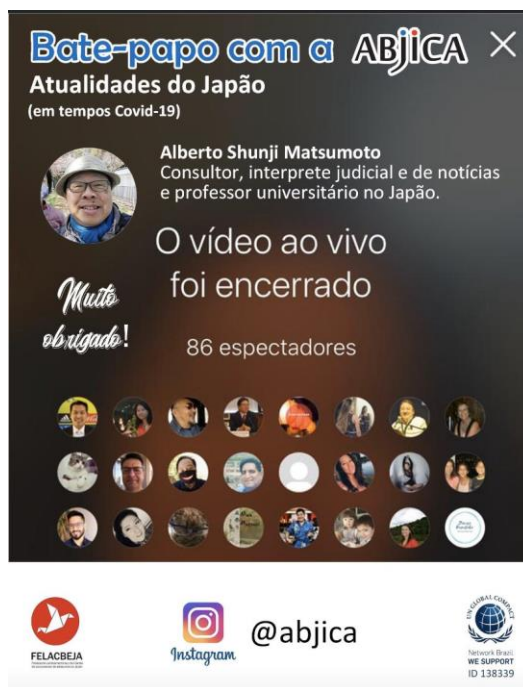 Bate-papo com a ABJICA
Atualidades do Japão
(em tempos Covid-19)
Alberto Shunji Matsumoto
Consultor, interprete judicial e de notícias
e professor universitário no Japão.
O vídeo ao vivo
foi encerrado
Muito
obrigado!
86 espectadores
FELACBEJA
Instagram
@abjica
UN GLOBAL COMPACT
Network Brazil
WE SUPPORT
ID 138339